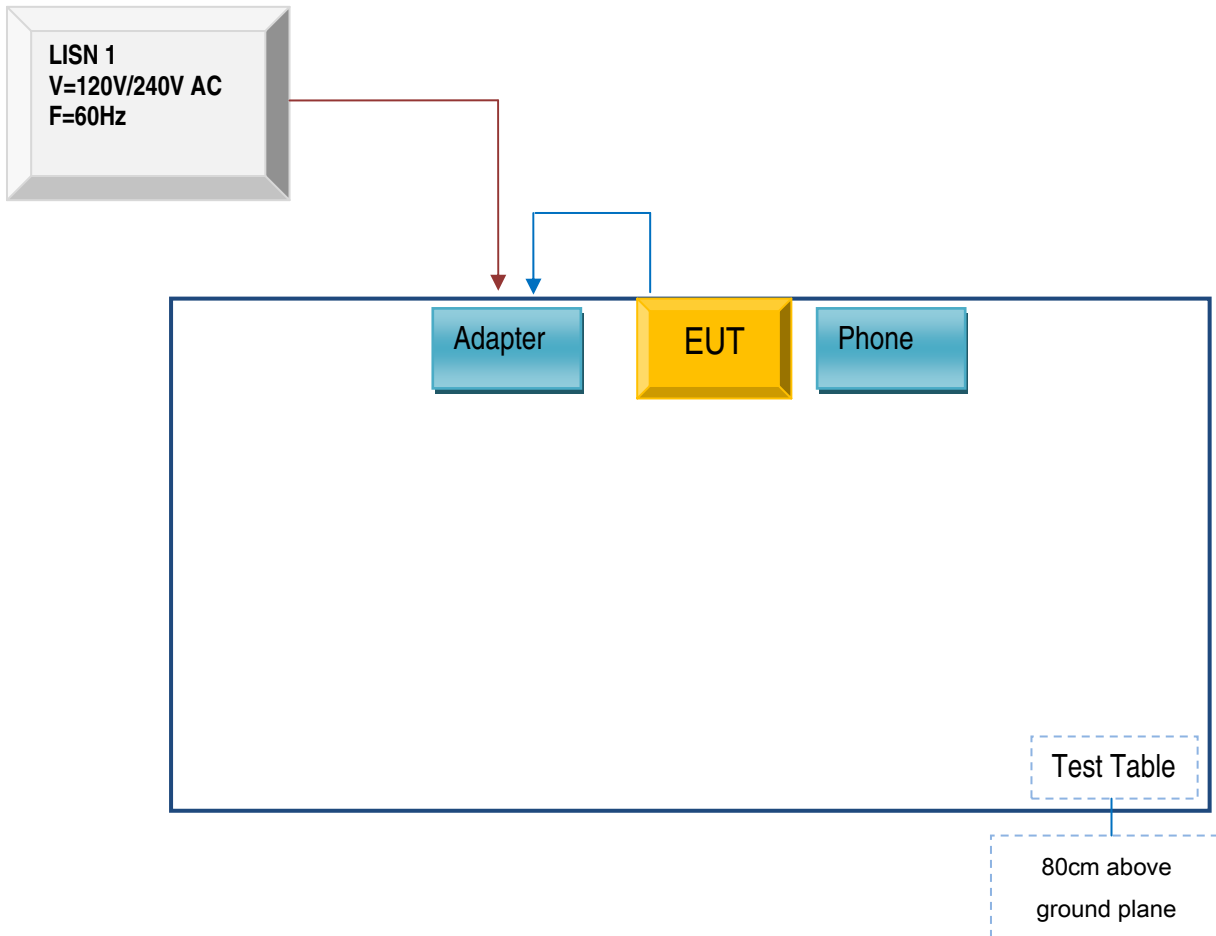 LISN 1
V=120V/240V AC
F=60Hz
Adapter
EUT
Phone
Test Table
80cm above
ground plane